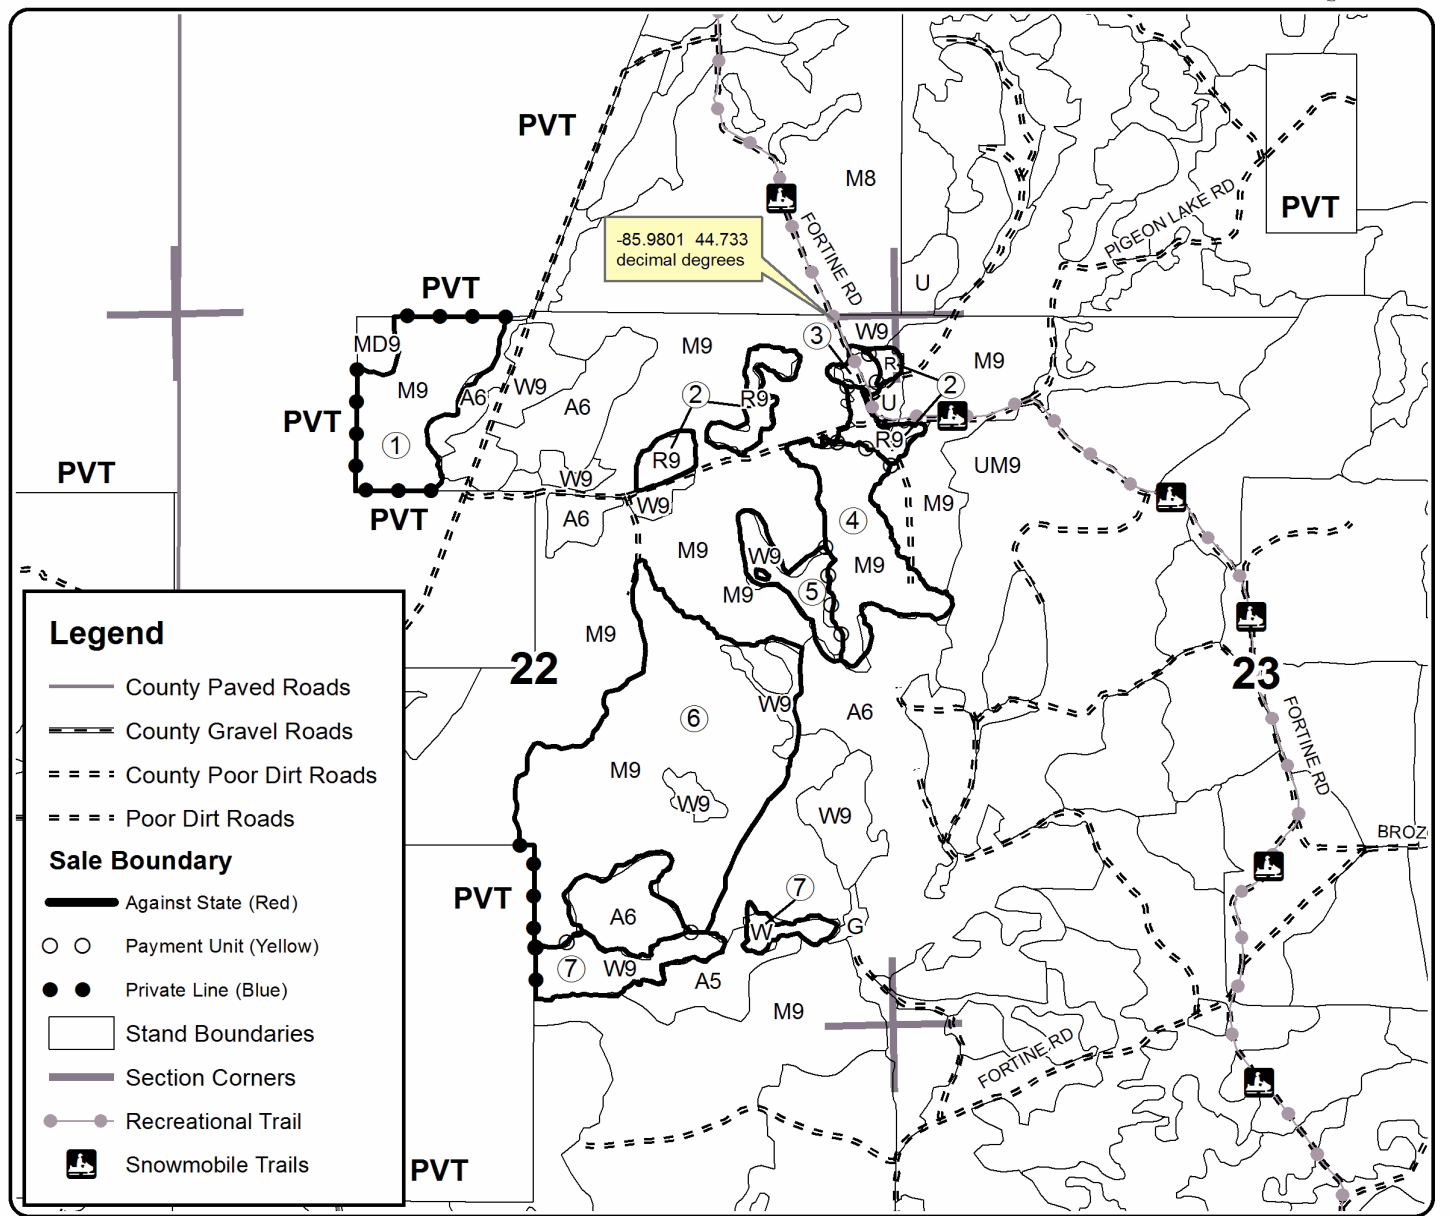 PVT
M8
PIGEON LAKE RD
PVT
-85.9801 44.733
decimal degrees
FORTINE RD
U
PVT
MD9
M9
3
W9
M9
M9
A6
W9
A6
2
R9
R
2
U
PVT
1
R9
R9
UM9
PVT
W9
W9
M9
PVT
A6
4
M9
W9
M9
M9
5
M9
22
23
W9
6
A6
FORTINE RD
M9
W9
W9
BROZ
PVT
7
A6
W
G
7
W9
A5
M9
FORTINE RD
PVT
Legend
County Paved Roads
County Gravel Roads
County Poor Dirt Roads
Poor Dirt Roads
Sale Boundary
Against State (Red)
Payment Unit (Yellow)
Private Line (Blue)
Stand Boundaries
Section Corners
Recreational Trail
Snowmobile Trails